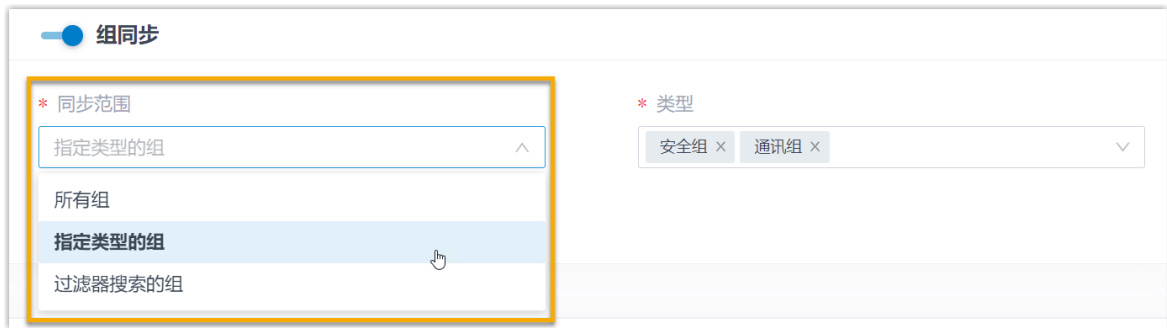 组同步
* 同步范围
指定类型的组
所有组
指定类型的组
过滤器搜索的组
* 类型
安全组 × 通讯组 ×